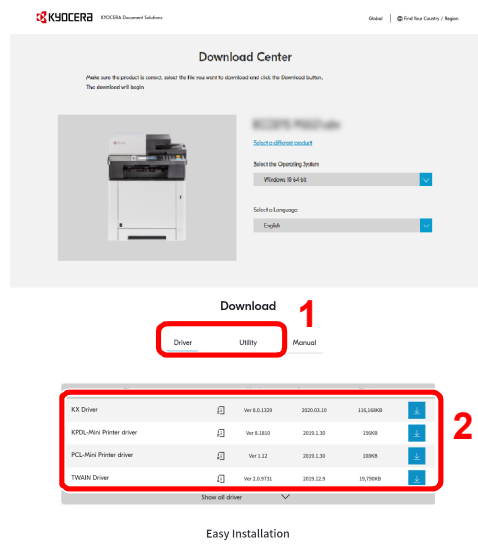 KYOCERA KYOCERA Document Solutions Global Find Your Country / Region
Download Center
Make sure the product is correct, select the file you want to download and click the Download button.
The download will begin
Select a different product
Select the Operating System
Windows 10 64-bit
Select a Language
English
Download
1
Driver Utility Manual
KX Driver Ver 8.0.1329 2020.03.10 116,168KB
KPDL-Mini Printer driver Ver 8.1810 2019.1.30 156KB
2
PCL-Mini Printer driver Ver 1.12 2019.1.30 208KB
TWAIN Driver Ver 2.0.9731 2019.12.9 19,790KB
Show all driver
Easy Installation